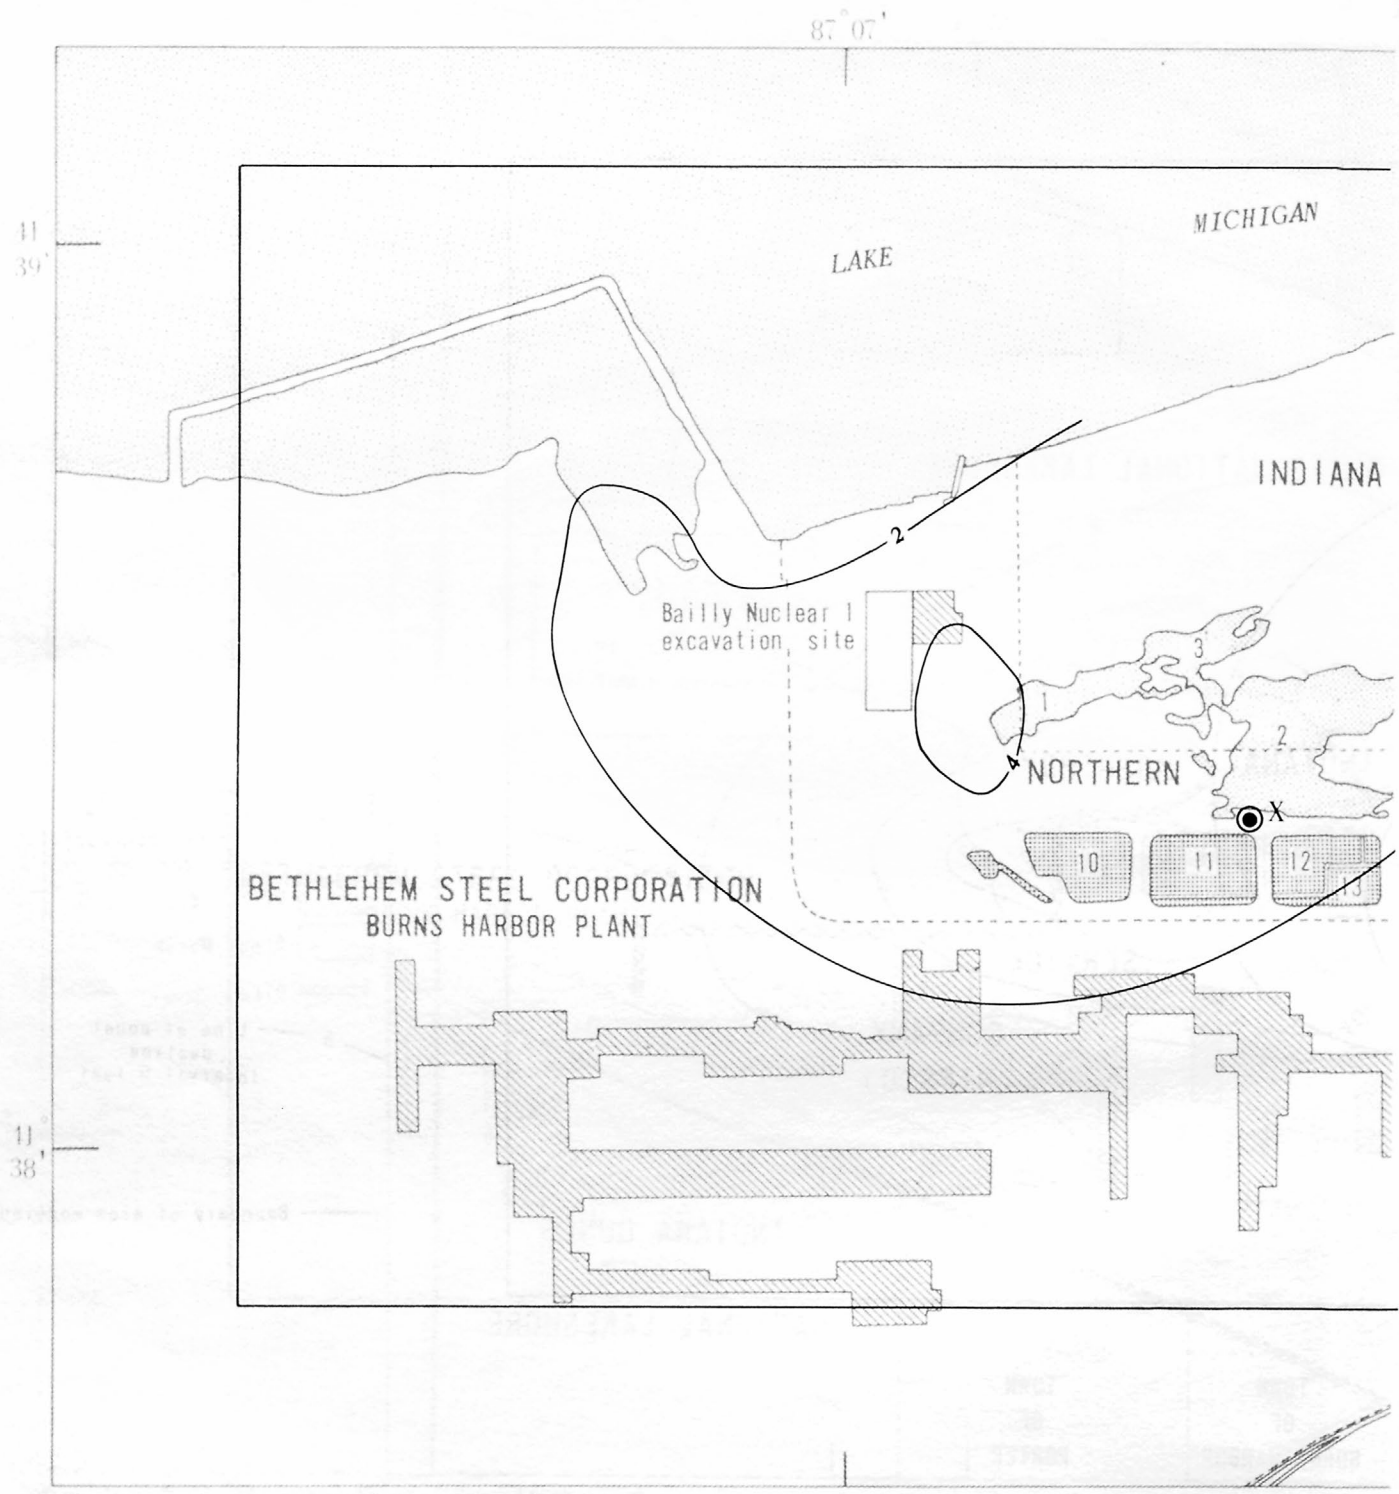 87°07'
MICHIGAN
LAKE
41
39'
INDIANA
2
Bailly Nuclear 1
excavation site
3
1
2
4
NORTHERN
X
10
11
12
13
BETHLEHEM STEEL CORPORATION
BURNS HARBOR PLANT
41°
38'